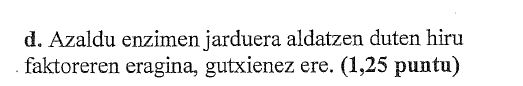 d. Azaldu enzimen jarduera aldatzen duten hiru
faktoreren eragina, gutxienez ere. (1,25 puntu)